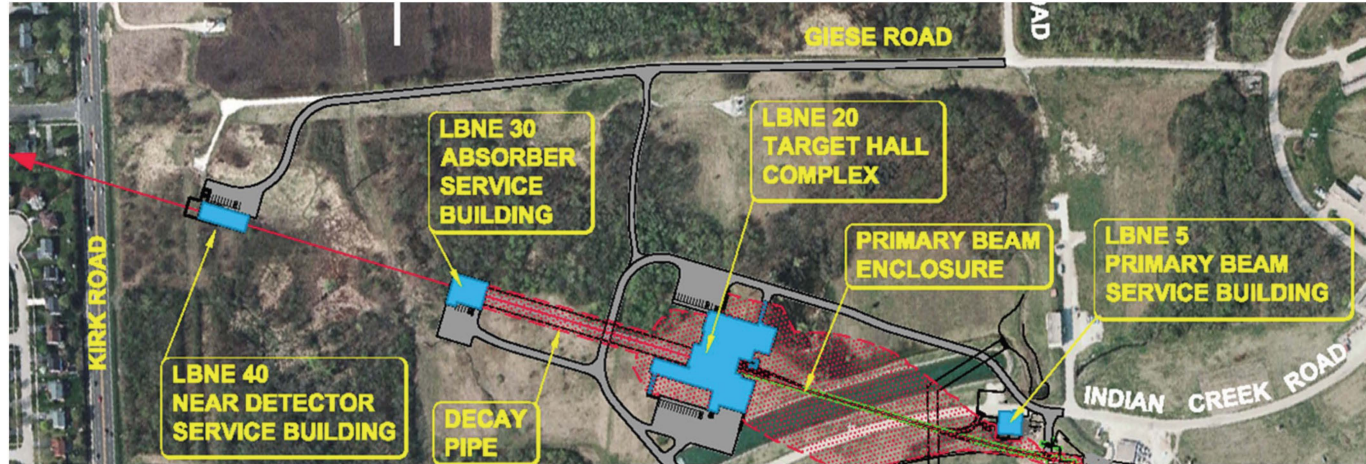 OAD
GIESE ROAD
LBNE 30
ABSORBER
SERVICE
BUILDING
LBNE 20
TARGET HALL
COMPLEX
PRIMARY BEAM
ENCLOSURE
LBNE 5
PRIMARY BEAM
SERVICE BUILDING
KIRK ROAD
LBNE 40
NEAR DETECTOR
SERVICE BUILDING
DECAY
PIPE
INDIAN CREEK ROAD